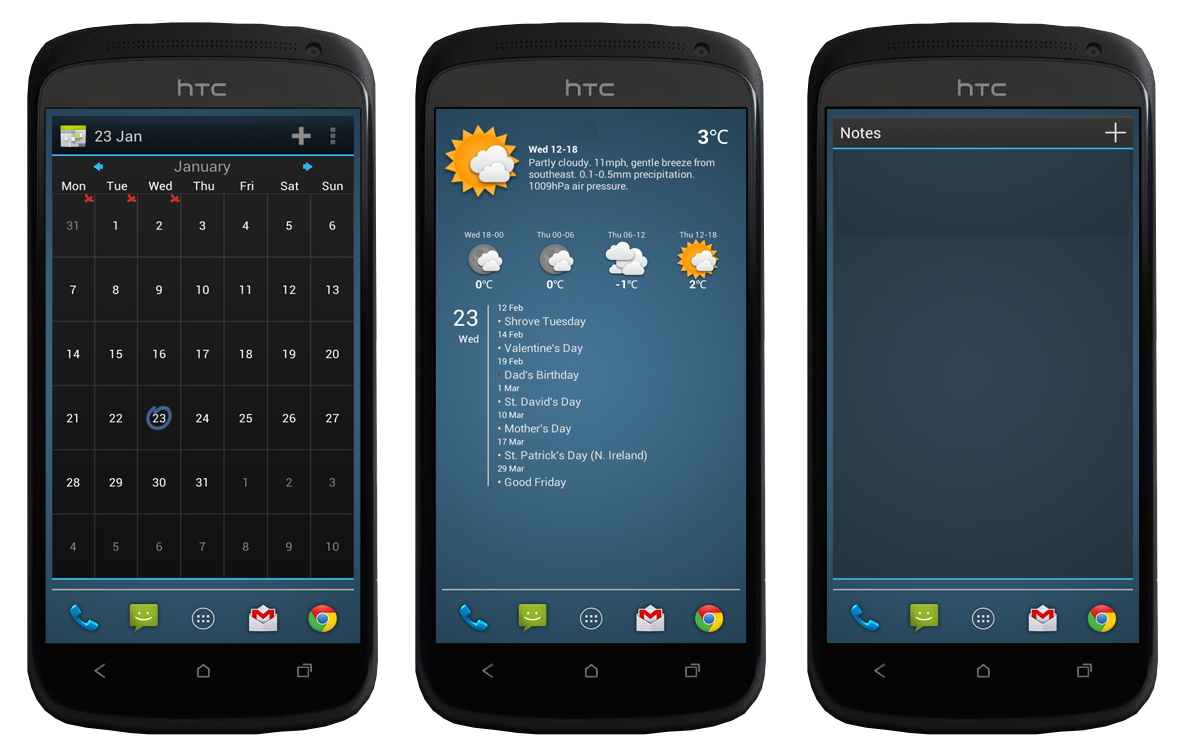 hTC
23 Jan
January
Mon Tue Wed Thu Fri Sat Sun
31 1 2 3 4 5 6
7 8 9 10 11 12 13
14 15 16 17 18 19 20
21 22 23 24 25 26 27
28 29 30 31 1 2 3
4 5 6 7 8 9 10
hTC
3°C
Wed 12-18
Partly cloudy. 11mph, gentle breeze from
southeast. 0.1-0.5mm precipitation.
1009hPa air pressure.
Wed 18-00 Thu 00-06 Thu 06-12 Thu 12-18
0°C 0°C -1°C 2°C
23
Wed
12 Feb
• Shrove Tuesday
14 Feb
• Valentine's Day
19 Feb
• Dad's Birthday
1 Mar
• St. David's Day
10 Mar
• Mother's Day
17 Mar
• St. Patrick's Day (N. Ireland)
29 Mar
• Good Friday
hTC
Notes